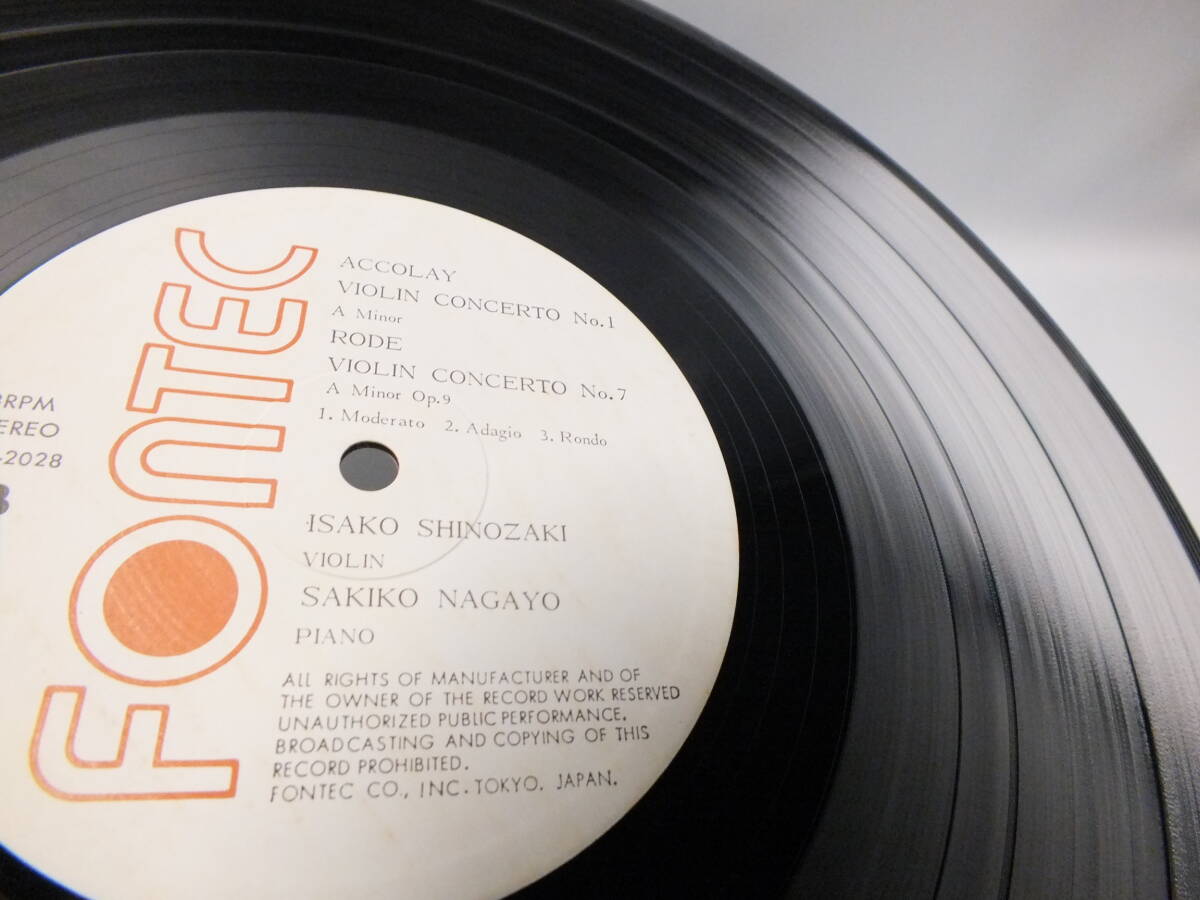 FONTEC
ACCOLAY
VIOLIN CONCERTO No.1
A Minor
RODE
VIOLIN CONCERTO No.7
A Minor Op.9
1. Moderato 2. Adagio 3. Rondo
RPM
EREO
-2028
ISAKO SHINOZAKI
VIOLIN
SAKIKO NAGAYO
PIANO
ALL RIGHTS OF MANUFACTURER AND OF
THE OWNER OF THE RECORD WORK RESERVED
UNAUTHORIZED PUBLIC PERFORMANCE.
BROADCASTING AND COPYING OF THIS
RECORD PROHIBITED.
FONTEC CO., INC. TOKYO. JAPAN.